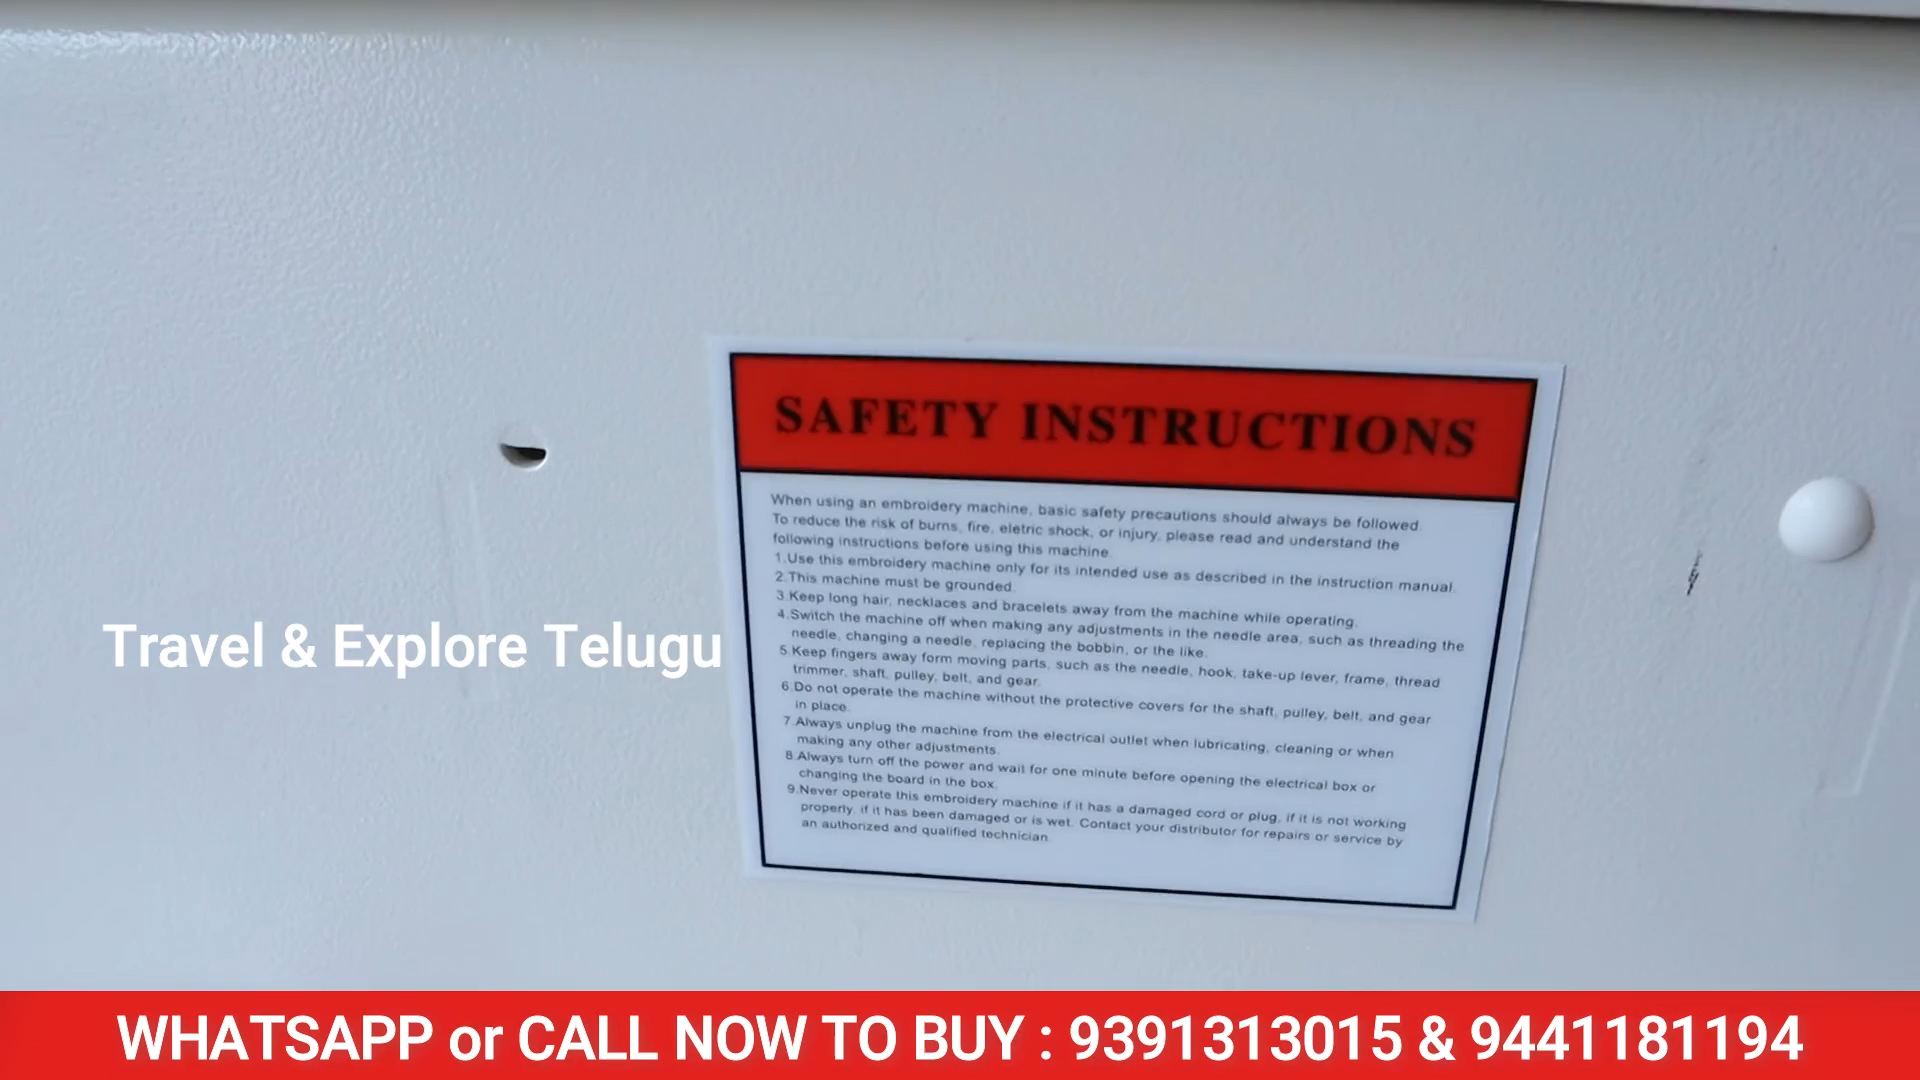 SAFETY INSTRUCTIONS
When using an embroidery machine, basic safety precautions should always be followed.
To reduce the risk of burns, fire, eletric shock, or injury, please read and understand the
following instructions before using this machine.
1.Use this embroidery machine only for its intended use as described in the instruction manual.
2.This machine must be grounded.
3.Keep long hair, necklaces and bracelets away from the machine while operating.
4.Switch the machine off when making any adjustments in the needle area, such as threading the
needle, changing a needle, replacing the bobbin, or the like.
5.Keep fingers away form moving parts, such as the needle, hook, take-up lever, frame, thread
trimmer, shaft, pulley, belt, and gear.
6.Do not operate the machine without the protective covers for the shaft, pulley, belt, and gear
in place.
7.Always unplug the machine from the electrical outlet when lubricating, cleaning or when
making any other adjustments.
8.Always turn off the power and wait for one minute before opening the electrical box or
changing the board in the box.
9.Never operate this embroidery machine if it has a damaged cord or plug, if it is not working
properly, if it has been damaged or is wet. Contact your distributor for repairs or service by
an authorized and qualified technician.
Travel & Explore Telugu
WHATSAPP or CALL NOW TO BUY : 9391313015 & 9441181194